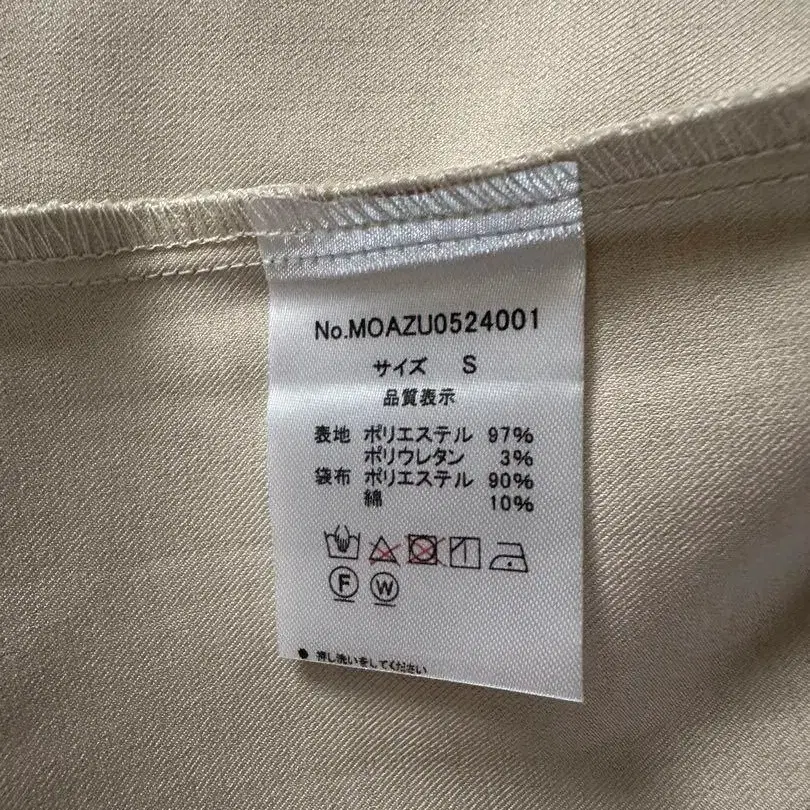 No.MOAZU0524001
サイズ S
品質表示
表地 ポリエステル 97%
ポリウレタン 3%
袋布 ポリエステル 90%
綿 10%
F W
● 押し洗いをしてください